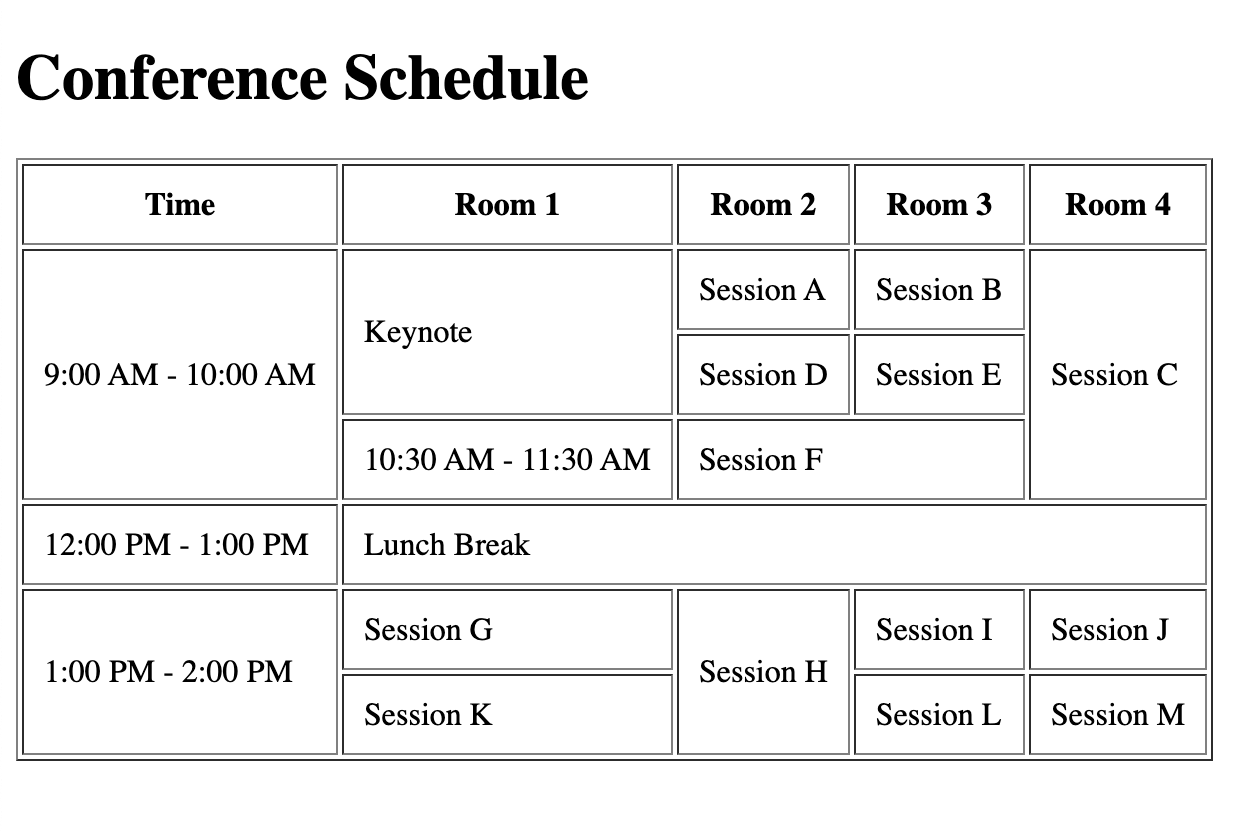 Conference Schedule
Time Room 1 Room 2 Room 3 Room 4
9:00 AM - 10:00 AM Keynote Session A Session B Session C
Session D Session E
10:30 AM - 11:30 AM Session F
12:00 PM - 1:00 PM Lunch Break
1:00 PM - 2:00 PM Session G Session H Session I Session J
Session K Session L Session M